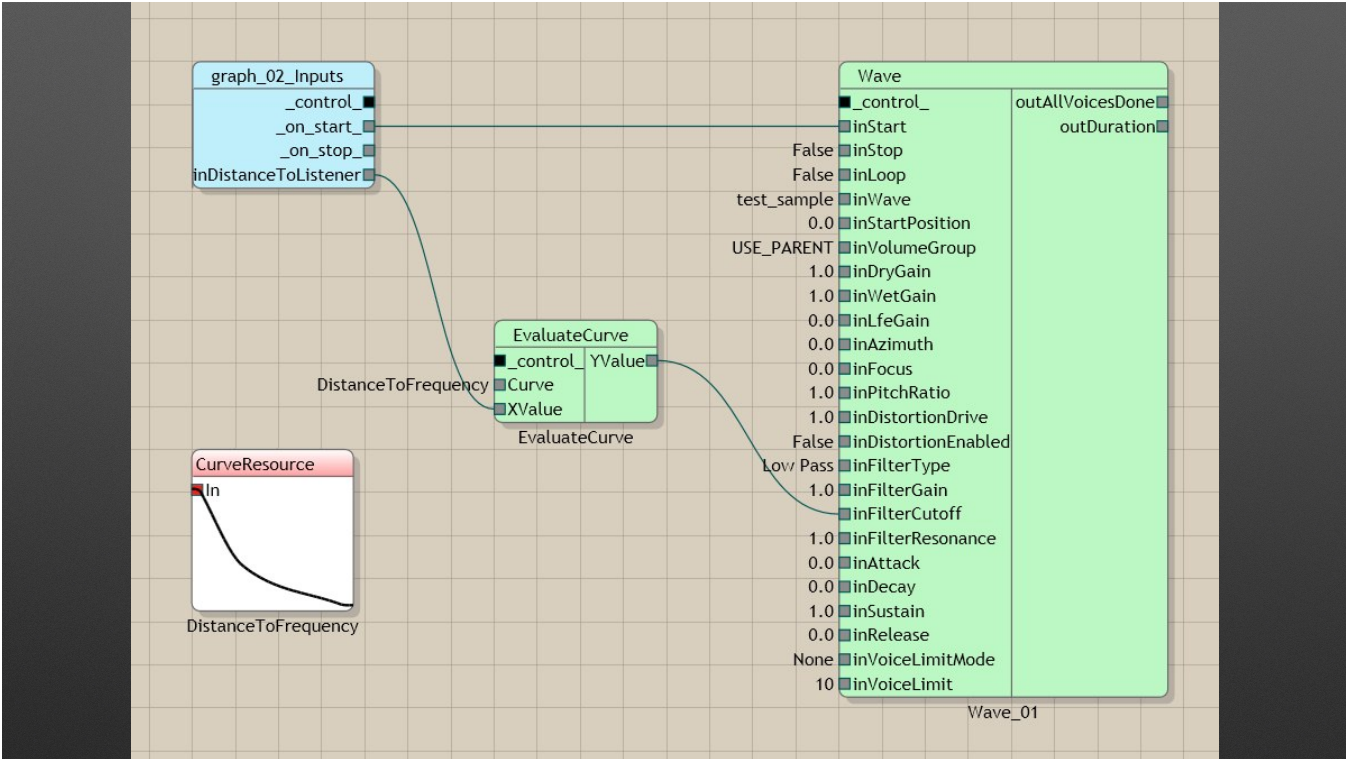 graph_02_Inputs
_control_
_on_start_
_on_stop_
inDistanceToListener
EvaluateCurve
_control_ YValue
DistanceToFrequency Curve
XValue
EvaluateCurve
CurveResource
In
DistanceToFrequency
Wave
_control_ outAllVoicesDone
inStart outDuration
False inStop
False inLoop
test_sample inWave
0.0 inStartPosition
USE_PARENT inVolumeGroup
1.0 inDryGain
1.0 inWetGain
0.0 inLfeGain
0.0 inAzimuth
0.0 inFocus
1.0 inPitchRatio
1.0 inDistortionDrive
False inDistortionEnabled
Low Pass inFilterType
1.0 inFilterGain
inFilterCutoff
1.0 inFilterResonance
0.0 inAttack
0.0 inDecay
1.0 inSustain
0.0 inRelease
None inVoiceLimitMode
10 inVoiceLimit
Wave_01